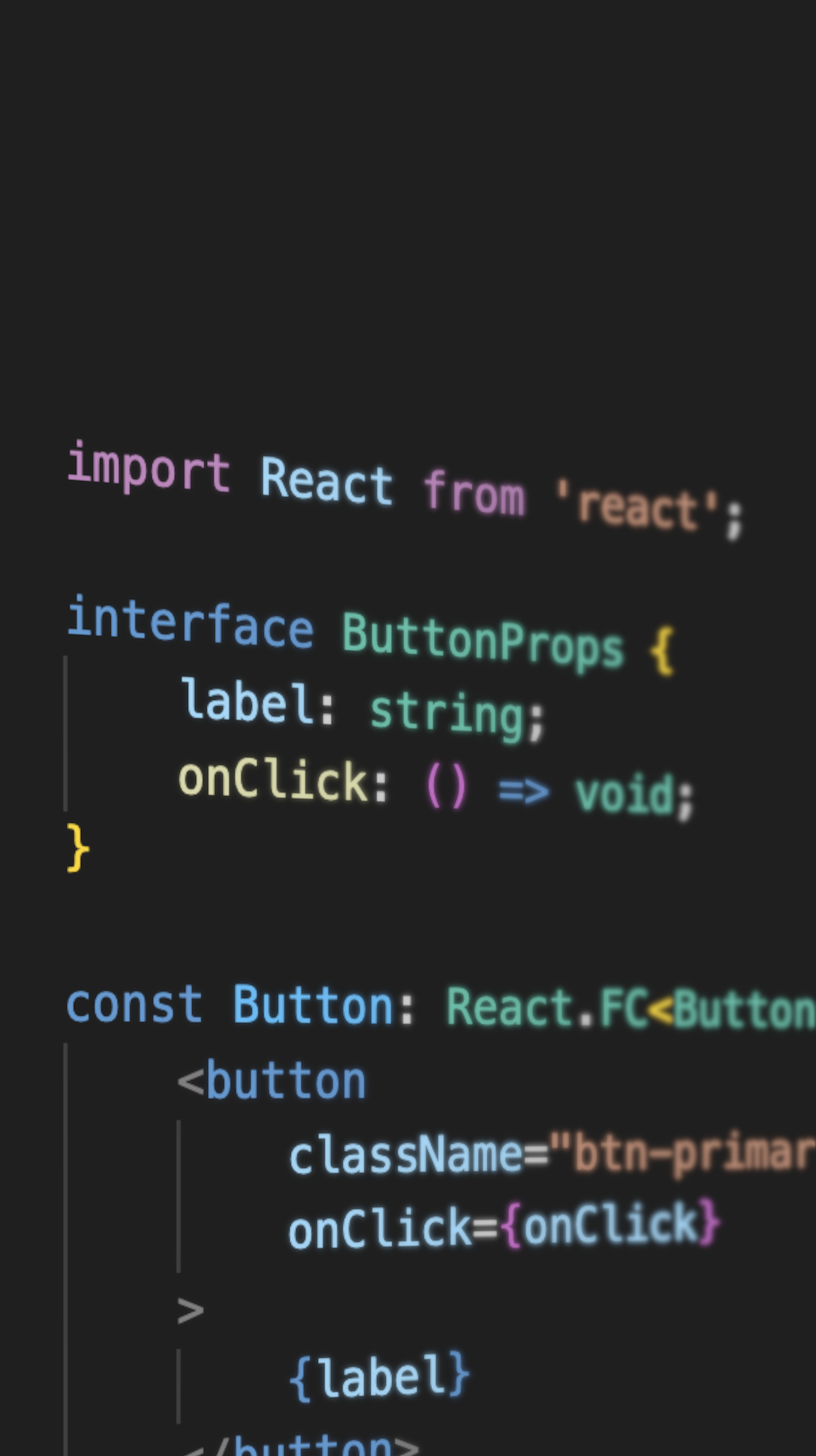 import React from 'react';
interface ButtonProps {
label: string;
onClick: () => void;
}
const Button: React.FC<Button
<button
className="btn-primar
onClick={onClick}
>
{label}
</button>